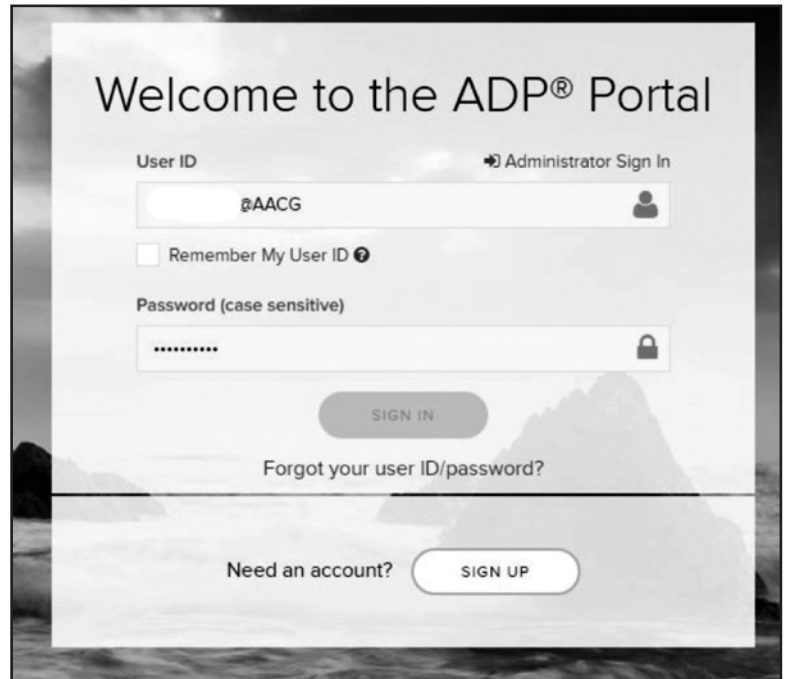 Welcome to the ADP® Portal
User ID Administrator Sign In
@AACG
Remember My User ID
Password (case sensitive)
••••••••••
SIGN IN
Forgot your user ID/password?
Need an account? SIGN UP